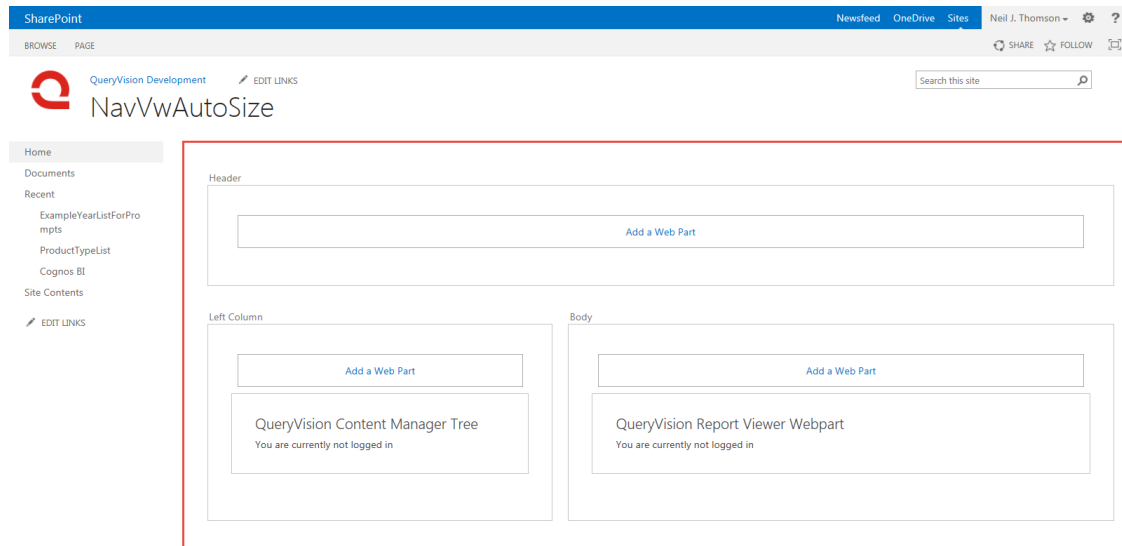 SharePoint
Newsfeed OneDrive Sites Neil J. Thomson ?
BROWSE PAGE
SHARE FOLLOW
QueryVision Development EDIT LINKS
Search this site
NavVwAutoSize
Home
Documents
Recent
ExampleYearListForPro
mpts
ProductTypeList
Cognos BI
Site Contents
EDIT LINKS
Header
Add a Web Part
Left Column
Add a Web Part
QueryVision Content Manager Tree
You are currently not logged in
Body
Add a Web Part
QueryVision Report Viewer Webpart
You are currently not logged in